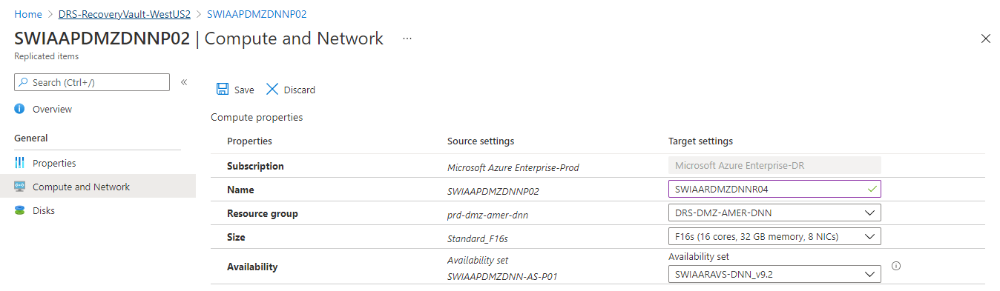 Home > DRS-RecoveryVault-WestUS2 > SWIAAPDMZDNNP02
SWIAAPDMZDNNP02 | Compute and Network ...
Replicated items
Search (Ctrl+/) «
Overview
General
Properties
Compute and Network
Disks
Save Discard
Compute properties
Properties Source settings Target settings
Subscription Microsoft Azure Enterprise-Prod Microsoft Azure Enterprise-DR
Name SWIAAPDMZDNNP02 SWIAARDMZDNNR04
Resource group prd-dmz-amer-dnn DRS-DMZ-AMER-DNN
Size Standard_F16s F16s (16 cores, 32 GB memory, 8 NICs)
Availability Availability set Availability set
SWIAAPDMZDNN-AS-P01 SWIAARAVS-DNN_v9.2